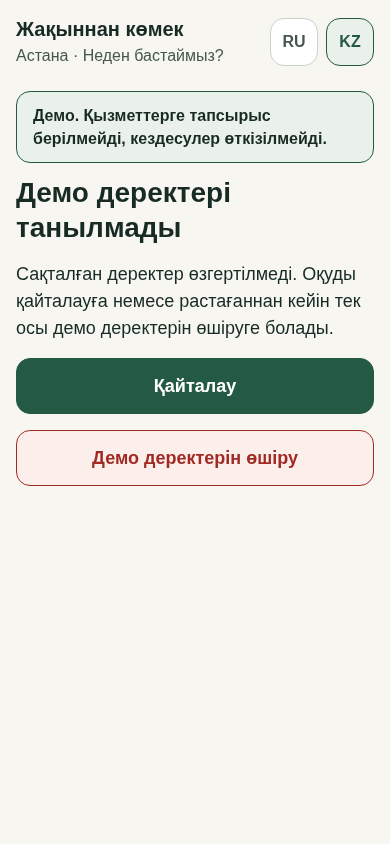 Жақыннан көмек
Астана · Неден бастаймыз?
RU
KZ
Демо. Қызметтерге тапсырыс
берілмейді, кездесулер өткізілмейді.
Демо деректері
танылмады
Сақталған деректер өзгертілмеді. Оқуды
қайталауға немесе растағаннан кейін тек
осы демо деректерін өшіруге болады.
Қайталау
Демо деректерін өшіру